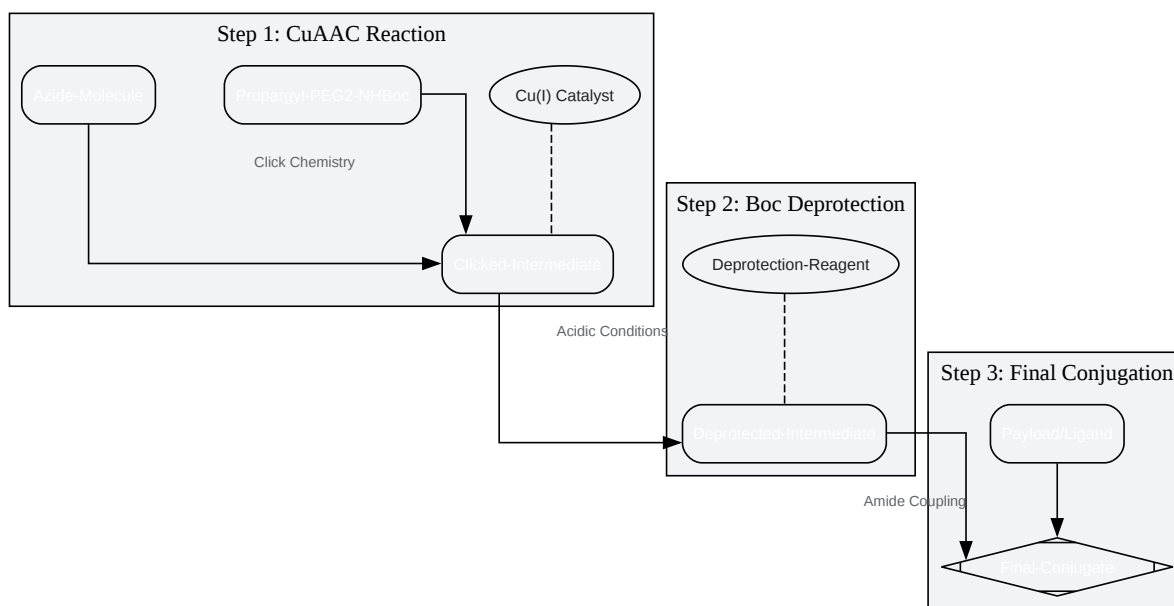 Step 1: CuAAC Reaction
Azide-Molecule
Propargyl-PEG2-NHBoc
Cu(I) Catalyst
Click Chemistry
Clicked-Intermediate
Acidic Conditions
Step 2: Boc Deprotection
Deprotection-Reagent
Deprotected-Intermediate
Amide Coupling
Step 3: Final Conjugation
Payload/Ligand
Final-Conjugate